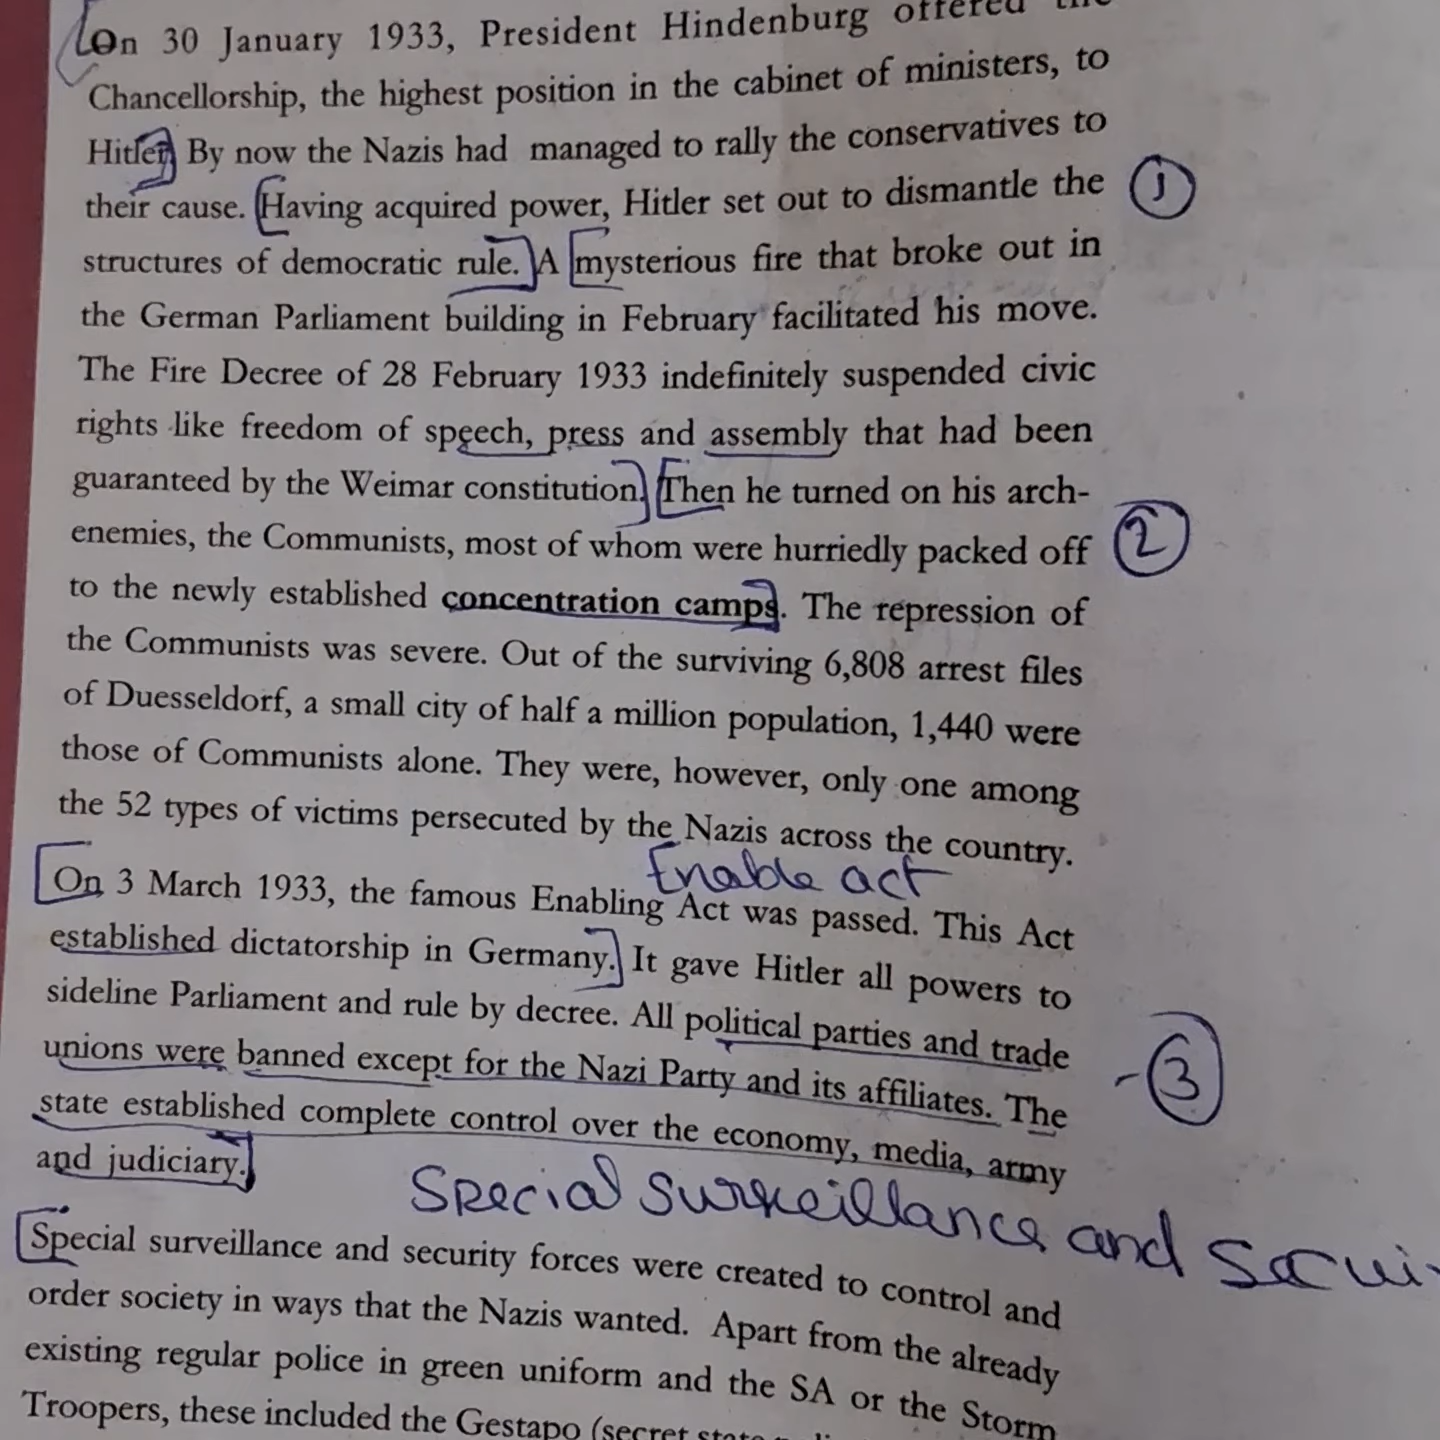 On 30 January 1933, President Hindenburg offered the
Chancellorship, the highest position in the cabinet of ministers, to
Hitler. By now the Nazis had managed to rally the conservatives to
their cause. Having acquired power, Hitler set out to dismantle the
1
structures of democratic rule. A mysterious fire that broke out in
the German Parliament building in February facilitated his move.
The Fire Decree of 28 February 1933 indefinitely suspended civic
rights like freedom of speech, press and assembly that had been
guaranteed by the Weimar constitution. Then he turned on his arch-
enemies, the Communists, most of whom were hurriedly packed off
2
to the newly established concentration camps. The repression of
the Communists was severe. Out of the surviving 6,808 arrest files
of Duesseldorf, a small city of half a million population, 1,440 were
those of Communists alone. They were, however, only one among
the 52 types of victims persecuted by the Nazis across the country.
Enable act
On 3 March 1933, the famous Enabling Act was passed. This Act
established dictatorship in Germany. It gave Hitler all powers to
sideline Parliament and rule by decree. All political parties and trade
- 3
unions were banned except for the Nazi Party and its affiliates. The
state established complete control over the economy, media, army
and judiciary.
Special surveillance and
Special surveillance and security forces were created to control and
order society in ways that the Nazis wanted. Apart from the already
existing regular police in green uniform and the SA or the Storm
Troopers, these included the Gestapo (secret state